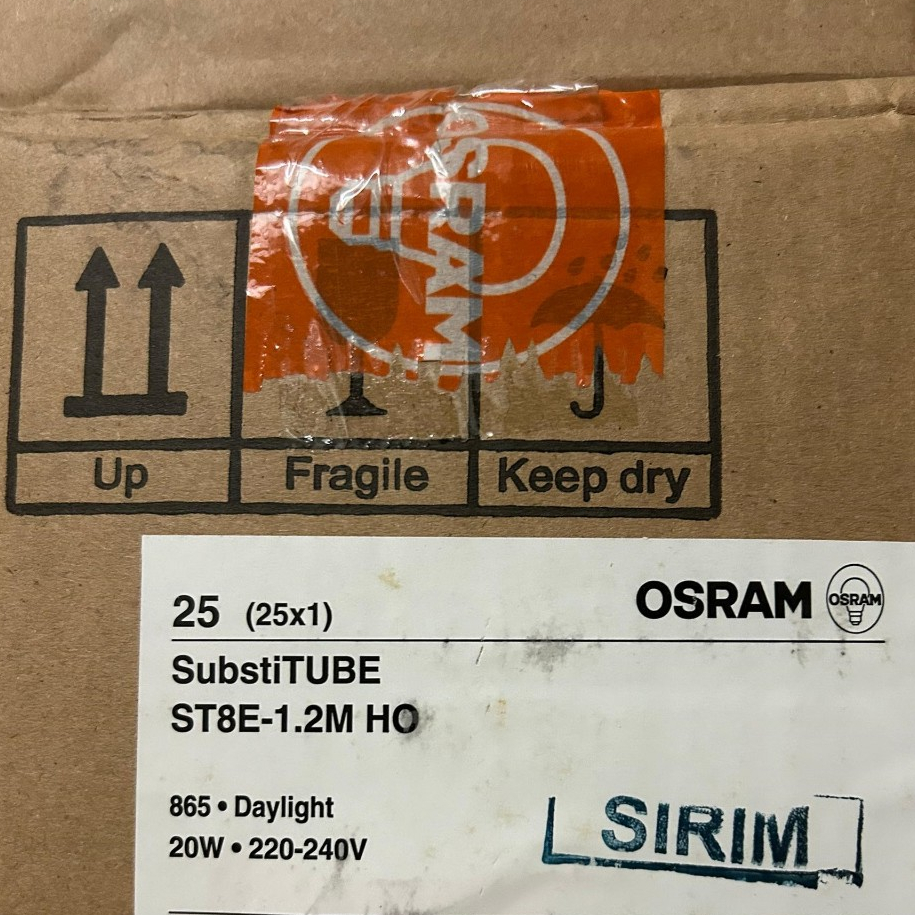 OSRAM
Up
Fragile
Keep dry
25 (25x1)
OSRAM
OSRAM
SubstiTUBE
ST8E-1.2M HO
865 • Daylight
20W • 220-240V
SIRIM